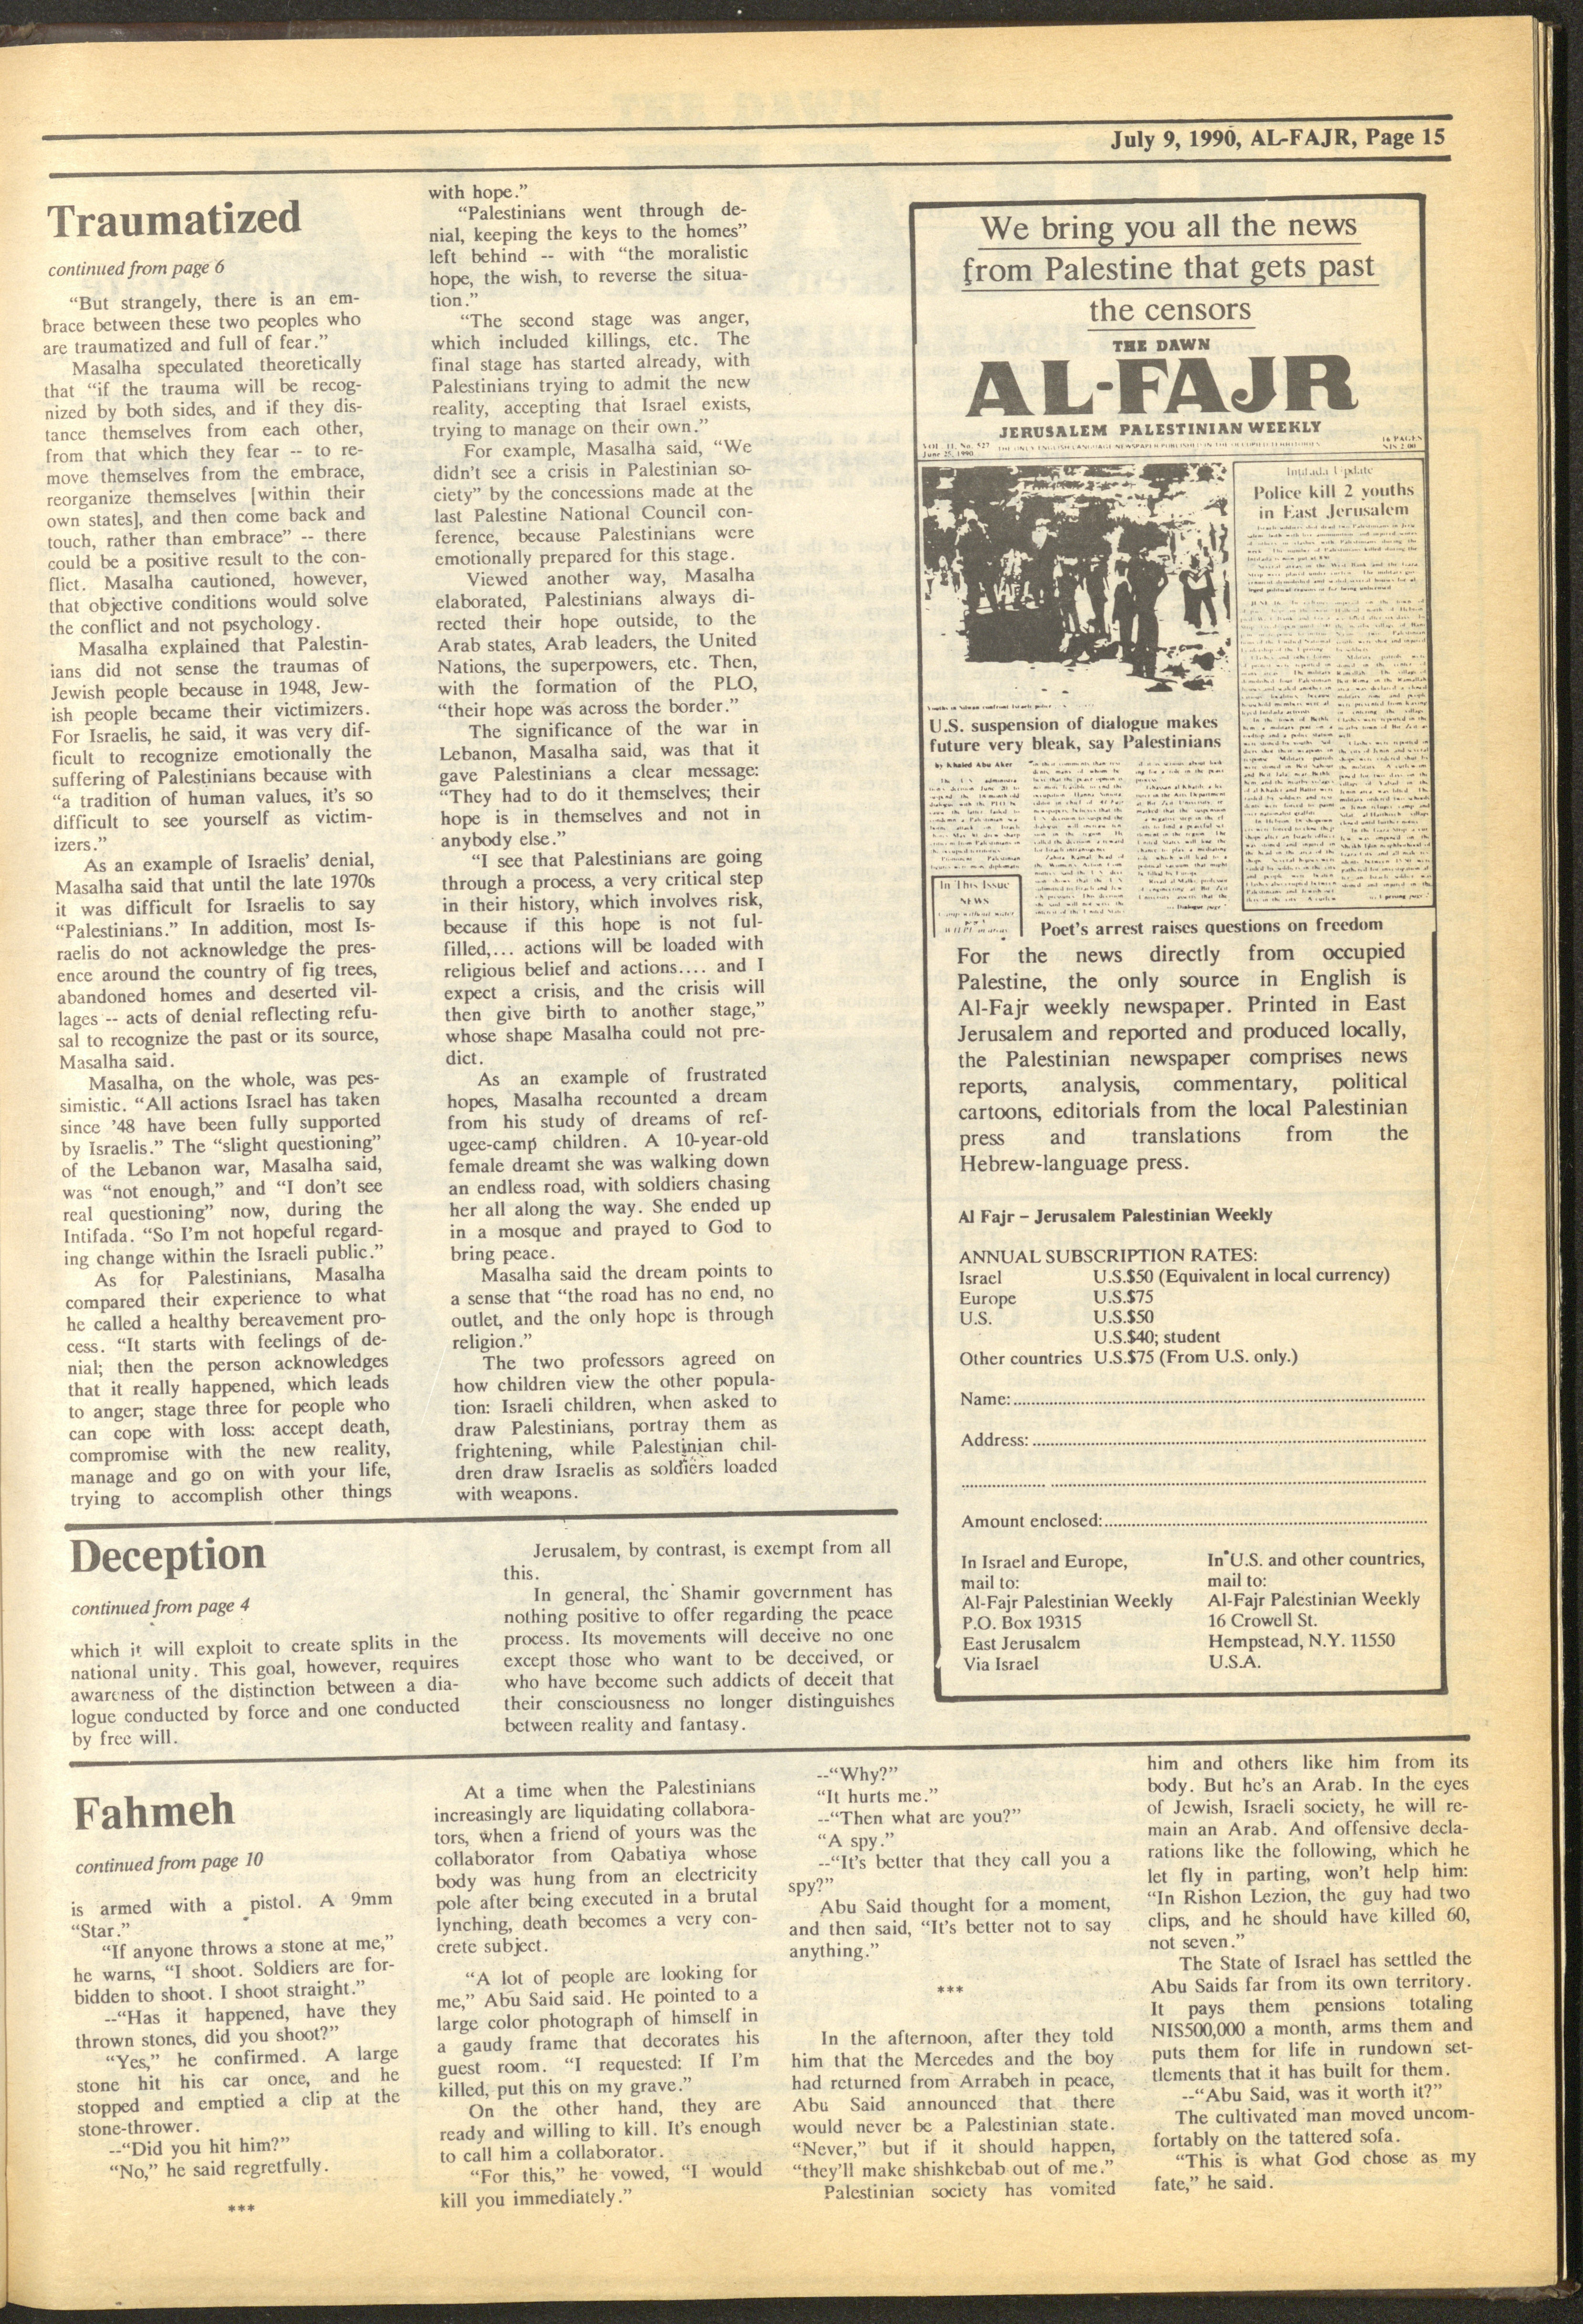 July 9, 1990, AL-FAJR, Page 15
Traumatized
continued from page 6
“But strangely, there is an em-
brace between these two peoples who
are traumatized and full of fear.”
Masalha speculated theoretically
that “if the trauma will be recog-
nized by both sides, and if they dis-
tance themselves from each other,
from that which they fear -- to re-
move themselves from the embrace,
reorganize themselves [within their
own states], and then come back and
touch, rather than embrace” -- there
could be a positive result to the con-
flict. Masalha cautioned, however,
that objective conditions would solve
the conflict and not psychology.
Masalha explained that Palestin-
ians did not sense the traumas of
Jewish people because in 1948, Jew-
ish people became their victimizers.
For Israelis, he said, it was very dif-
ficult to recognize emotionally the
suffering of Palestinians because with
“a tradition of human values, it's so
difficult to see yourself as victim-
izers.”
As an example of Israelis' denial,
Masalha said that until the late 1970s
it was difficult for Israelis to say
“Palestinians.” In addition, most Is-
raelis do not acknowledge the pres-
ence around the country of fig trees,
abandoned homes and deserted vil-
lages -- acts of denial reflecting refu-
sal to recognize the past or its source,
Masalha said.
Masalha, on the whole, was pes-
simistic. “All actions Israel has taken
since '48 have been fully supported
by Israelis.” The “slight questioning”
of the Lebanon war, Masalha said,
was “not enough,” and “I don't see
real questioning” now, during the
Intifada. “So I'm not hopeful regard-
ing change within the Israeli public.”
As for Palestinians, Masalha
compared their experience to what
he called a healthy bereavement pro-
cess. “It starts with feelings of de-
nial; then the person acknowledges
that it really happened, which leads
to anger; stage three for people who
can cope with loss: accept death,
compromise with the new reality,
manage and go on with your life,
trying to accomplish other things
with hope.”
“Palestinians went through de-
nial, keeping the keys to the homes”
left behind -- with “the moralistic
hope, the wish, to reverse the situa-
tion.”
“The second stage was anger,
which included killings, etc. The
final stage has started already, with
Palestinians trying to admit the new
reality, accepting that Israel exists,
trying to manage on their own.”
For example, Masalha said, “We
didn't see a crisis in Palestinian so-
ciety” by the concessions made at the
last Palestine National Council con-
ference, because Palestinians were
emotionally prepared for this stage.
Viewed another way, Masalha
elaborated, Palestinians always di-
rected their hope outside, to the
Arab states, Arab leaders, the United
Nations, the superpowers, etc. Then,
with the formation of the PLO,
“their hope was across the border.”
The significance of the war in
Lebanon, Masalha said, was that it
gave Palestinians a clear message:
“They had to do it themselves; their
hope is in themselves and not in
anybody else.”
“I see that Palestinians are going
through a process, a very critical step
in their history, which involves risk,
because if this hope is not ful-
filled,... actions will be loaded with
religious belief and actions.... and I
expect a crisis, and the crisis will
then give birth to another stage,”
whose shape Masalha could not pre-
dict.
As an example of frustrated
hopes, Masalha recounted a dream
from his study of dreams of ref-
ugee-camp children. A 10-year-old
female dreamt she was walking down
an endless road, with soldiers chasing
her all along the way. She ended up
in a mosque and prayed to God to
bring peace.
Masalha said the dream points to
a sense that “the road has no end, no
outlet, and the only hope is through
religion.”
The two professors agreed on
how children view the other popula-
tion: Israeli children, when asked to
draw Palestinians, portray them as
frightening, while Palestinian chil-
dren draw Israelis as soldiers loaded
with weapons.
We bring you all the news
from Palestine that gets past
the censors
THE DAWN
AL-FAJR
JERUSALEM PALESTINIAN WEEKLY
VOL. 11, No. 527
June 25, 1990
THE ONLY ENGLISH LANGUAGE NEWSPAPER PUBLISHED IN THE OCCUPIED TERRITORIES
16 PAGES
NIS 2.00
Intifada Update
Police kill 2 youths
in East Jerusalem
U.S. suspension of dialogue makes
future very bleak, say Palestinians
by Khaled Abu Aker
In This Issue
NEWS
Poet's arrest raises questions on freedom
For the news directly from occupied
Palestine, the only source in English is
Al-Fajr weekly newspaper. Printed in East
Jerusalem and reported and produced locally,
the Palestinian newspaper comprises news
reports, analysis, commentary, political
cartoons, editorials from the local Palestinian
press and translations from the
Hebrew-language press.
Al Fajr – Jerusalem Palestinian Weekly
ANNUAL SUBSCRIPTION RATES:
Israel U.S.$50 (Equivalent in local currency)
Europe U.S.$75
U.S. U.S.$50
U.S.$40; student
Other countries U.S.$75 (From U.S. only.)
Name:
Address:
Amount enclosed:
In Israel and Europe,
mail to:
Al-Fajr Palestinian Weekly
P.O. Box 19315
East Jerusalem
Via Israel
In U.S. and other countries,
mail to:
Al-Fajr Palestinian Weekly
16 Crowell St.
Hempstead, N.Y. 11550
U.S.A.
Deception
continued from page 4
which it will exploit to create splits in the
national unity. This goal, however, requires
awareness of the distinction between a dia-
logue conducted by force and one conducted
by free will.
Jerusalem, by contrast, is exempt from all
this.
In general, the Shamir government has
nothing positive to offer regarding the peace
process. Its movements will deceive no one
except those who want to be deceived, or
who have become such addicts of deceit that
their consciousness no longer distinguishes
between reality and fantasy.
Fahmeh
continued from page 10
is armed with a pistol. A 9mm
“Star.”
“If anyone throws a stone at me,”
he warns, “I shoot. Soldiers are for-
bidden to shoot. I shoot straight.”
--“Has it happened, have they
thrown stones, did you shoot?”
“Yes,” he confirmed. A large
stone hit his car once, and he
stopped and emptied a clip at the
stone-thrower.
--“Did you hit him?”
“No,” he said regretfully.
***
At a time when the Palestinians
increasingly are liquidating collabora-
tors, when a friend of yours was the
collaborator from Qabatiya whose
body was hung from an electricity
pole after being executed in a brutal
lynching, death becomes a very con-
crete subject.
“A lot of people are looking for
me,” Abu Said said. He pointed to a
large color photograph of himself in
a gaudy frame that decorates his
guest room. “I requested: If I'm
killed, put this on my grave.”
On the other hand, they are
ready and willing to kill. It's enough
to call him a collaborator.
“For this,” he vowed, “I would
kill you immediately.”
--“Why?”
“It hurts me.”
--“Then what are you?”
“A spy.”
--“It's better that they call you a
spy?”
Abu Said thought for a moment,
and then said, “It's better not to say
anything.”
***
In the afternoon, after they told
him that the Mercedes and the boy
had returned from Arrabeh in peace,
Abu Said announced that there
would never be a Palestinian state.
“Never,” but if it should happen,
“they'll make shishkebab out of me.”
Palestinian society has vomited
him and others like him from its
body. But he's an Arab. In the eyes
of Jewish, Israeli society, he will re-
main an Arab. And offensive decla-
rations like the following, which he
let fly in parting, won't help him:
“In Rishon Lezion, the guy had two
clips, and he should have killed 60,
not seven.”
The State of Israel has settled the
Abu Saids far from its own territory.
It pays them pensions totaling
NIS500,000 a month, arms them and
puts them for life in rundown set-
tlements that it has built for them.
--“Abu Said, was it worth it?”
The cultivated man moved uncom-
fortably on the tattered sofa.
“This is what God chose as my
fate,” he said.